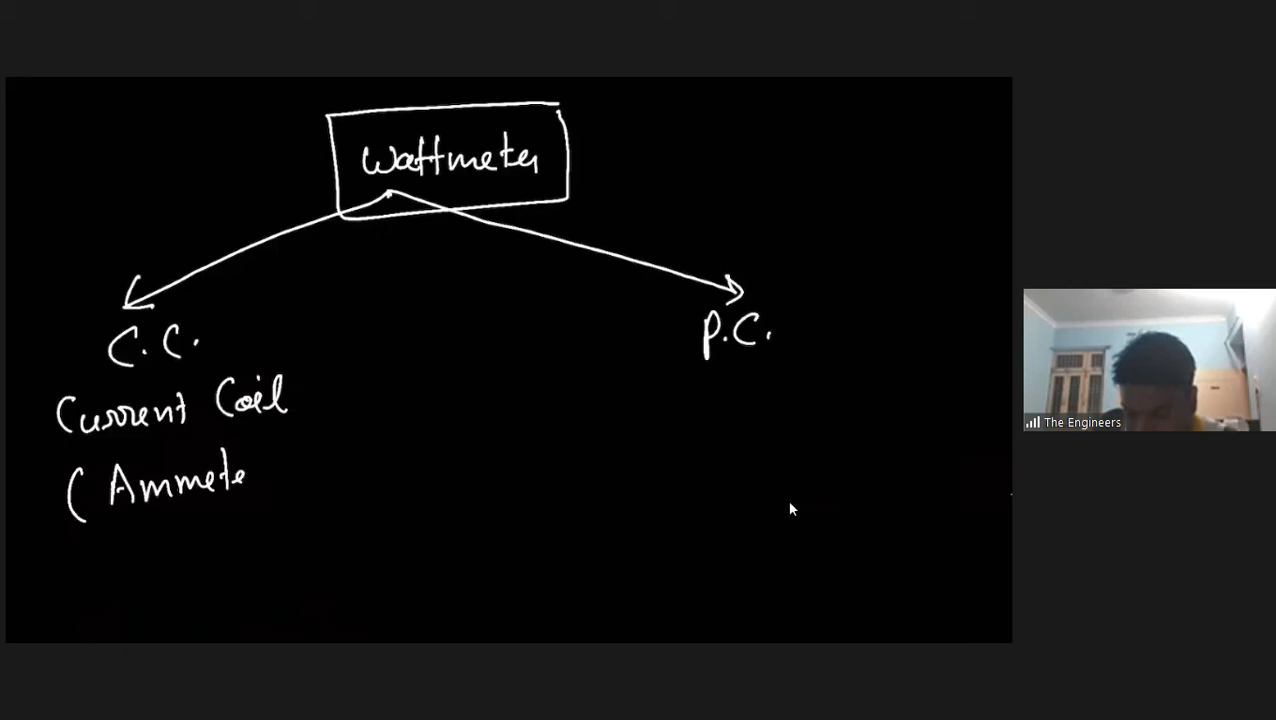 Wattmeter
C.C.
P.C.
Current Coil
(Ammete
The Engineers